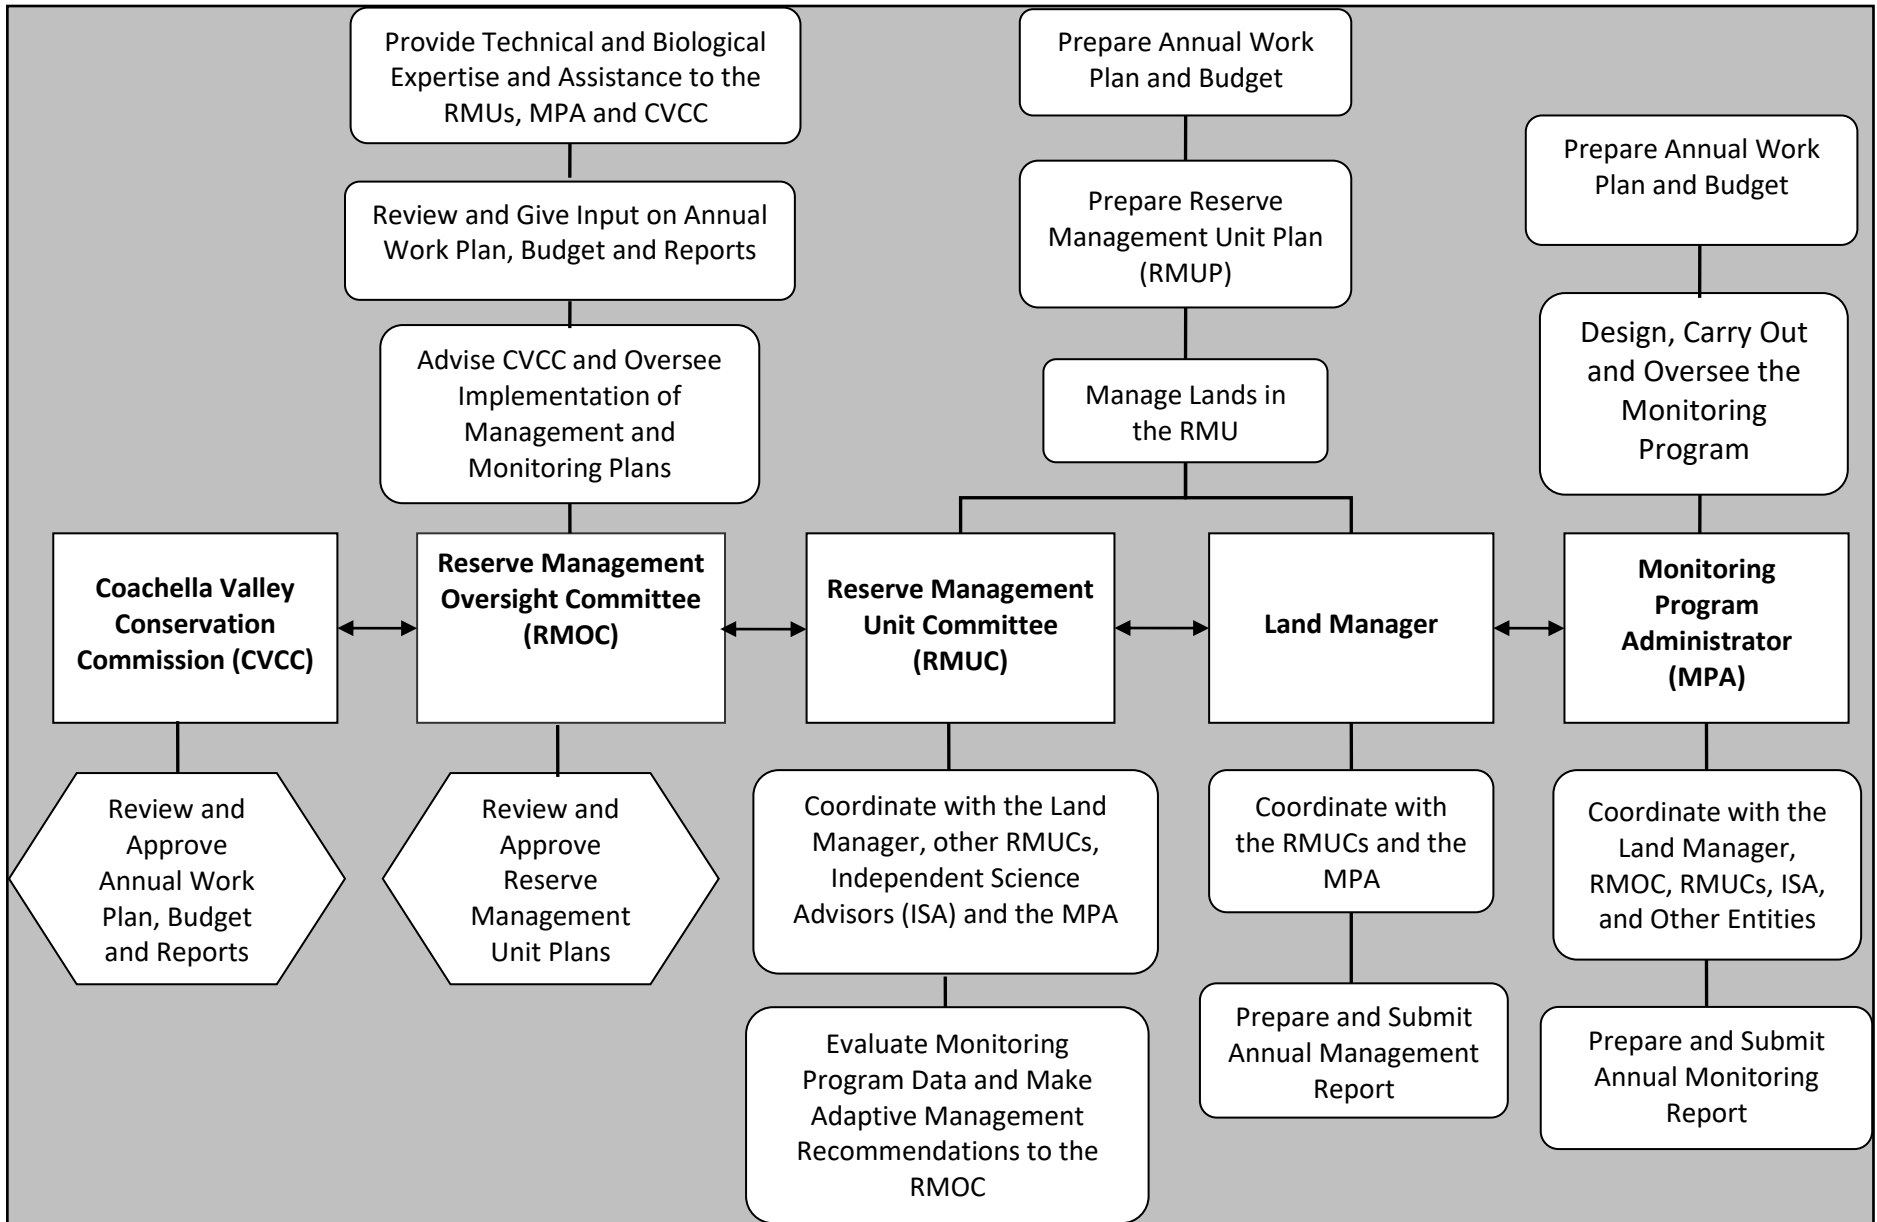 Provide Technical and Biological
Expertise and Assistance to the
RMUs, MPA and CVCC
Review and Give Input on Annual
Work Plan, Budget and Reports
Advise CVCC and Oversee
Implementation of
Management and
Monitoring Plans
Prepare Annual Work
Plan and Budget
Prepare Reserve
Management Unit Plan
(RMUP)
Manage Lands in
the RMU
Prepare Annual Work
Plan and Budget
Design, Carry Out
and Oversee the
Monitoring
Program
Coachella Valley
Conservation
Commission (CVCC)
Reserve Management
Oversight Committee
(RMOC)
Reserve Management
Unit Committee
(RMUC)
Land Manager
Monitoring
Program
Administrator
(MPA)
Review and
Approve
Annual Work
Plan, Budget
and Reports
Review and
Approve
Reserve
Management
Unit Plans
Coordinate with the Land
Manager, other RMUCs,
Independent Science
Advisors (ISA) and the MPA
Evaluate Monitoring
Program Data and Make
Adaptive Management
Recommendations to the
RMOC
Coordinate with
the RMUCs and the
MPA
Prepare and Submit
Annual Management
Report
Coordinate with the
Land Manager,
RMOC, RMUCs, ISA,
and Other Entities
Prepare and Submit
Annual Monitoring
Report